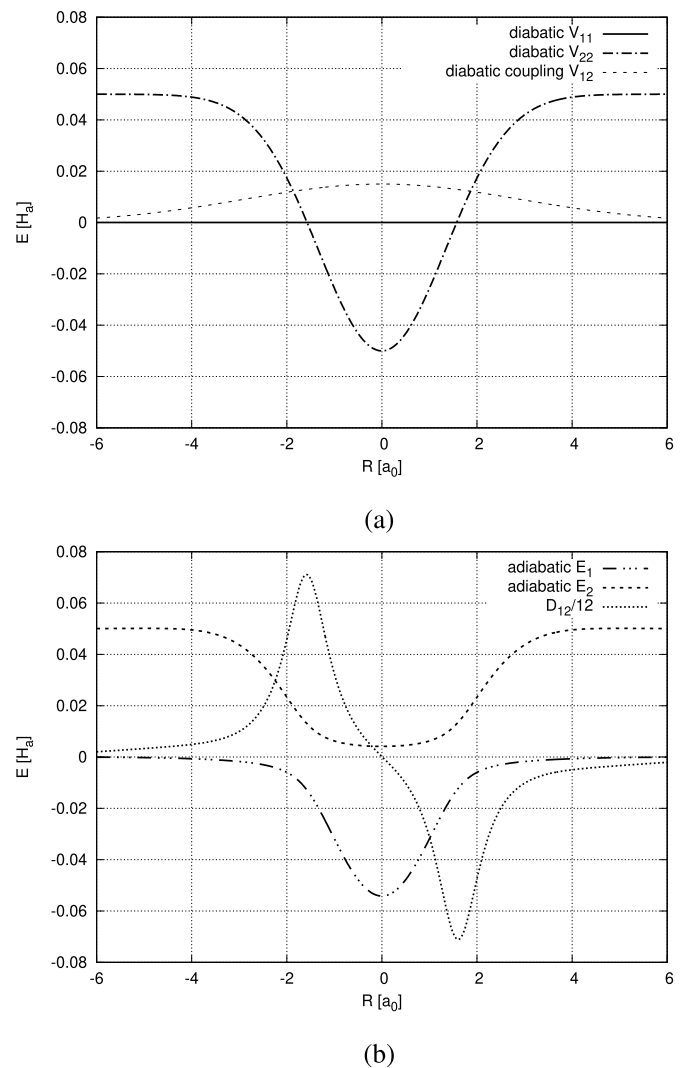 0.08
0.06
0.04
0.02
0
-0.02
-0.04
-0.06
-0.08
E [Hₐ]
diabatic V₁₁
diabatic V₂₂
diabatic coupling V₁₂
-6 -4 -2 0 2 4 6
R [a₀]
(a)
0.08
0.06
0.04
0.02
0
-0.02
-0.04
-0.06
-0.08
E [Hₐ]
adiabatic E₁
adiabatic E₂
D₁₂/12
-6 -4 -2 0 2 4 6
R [a₀]
(b)